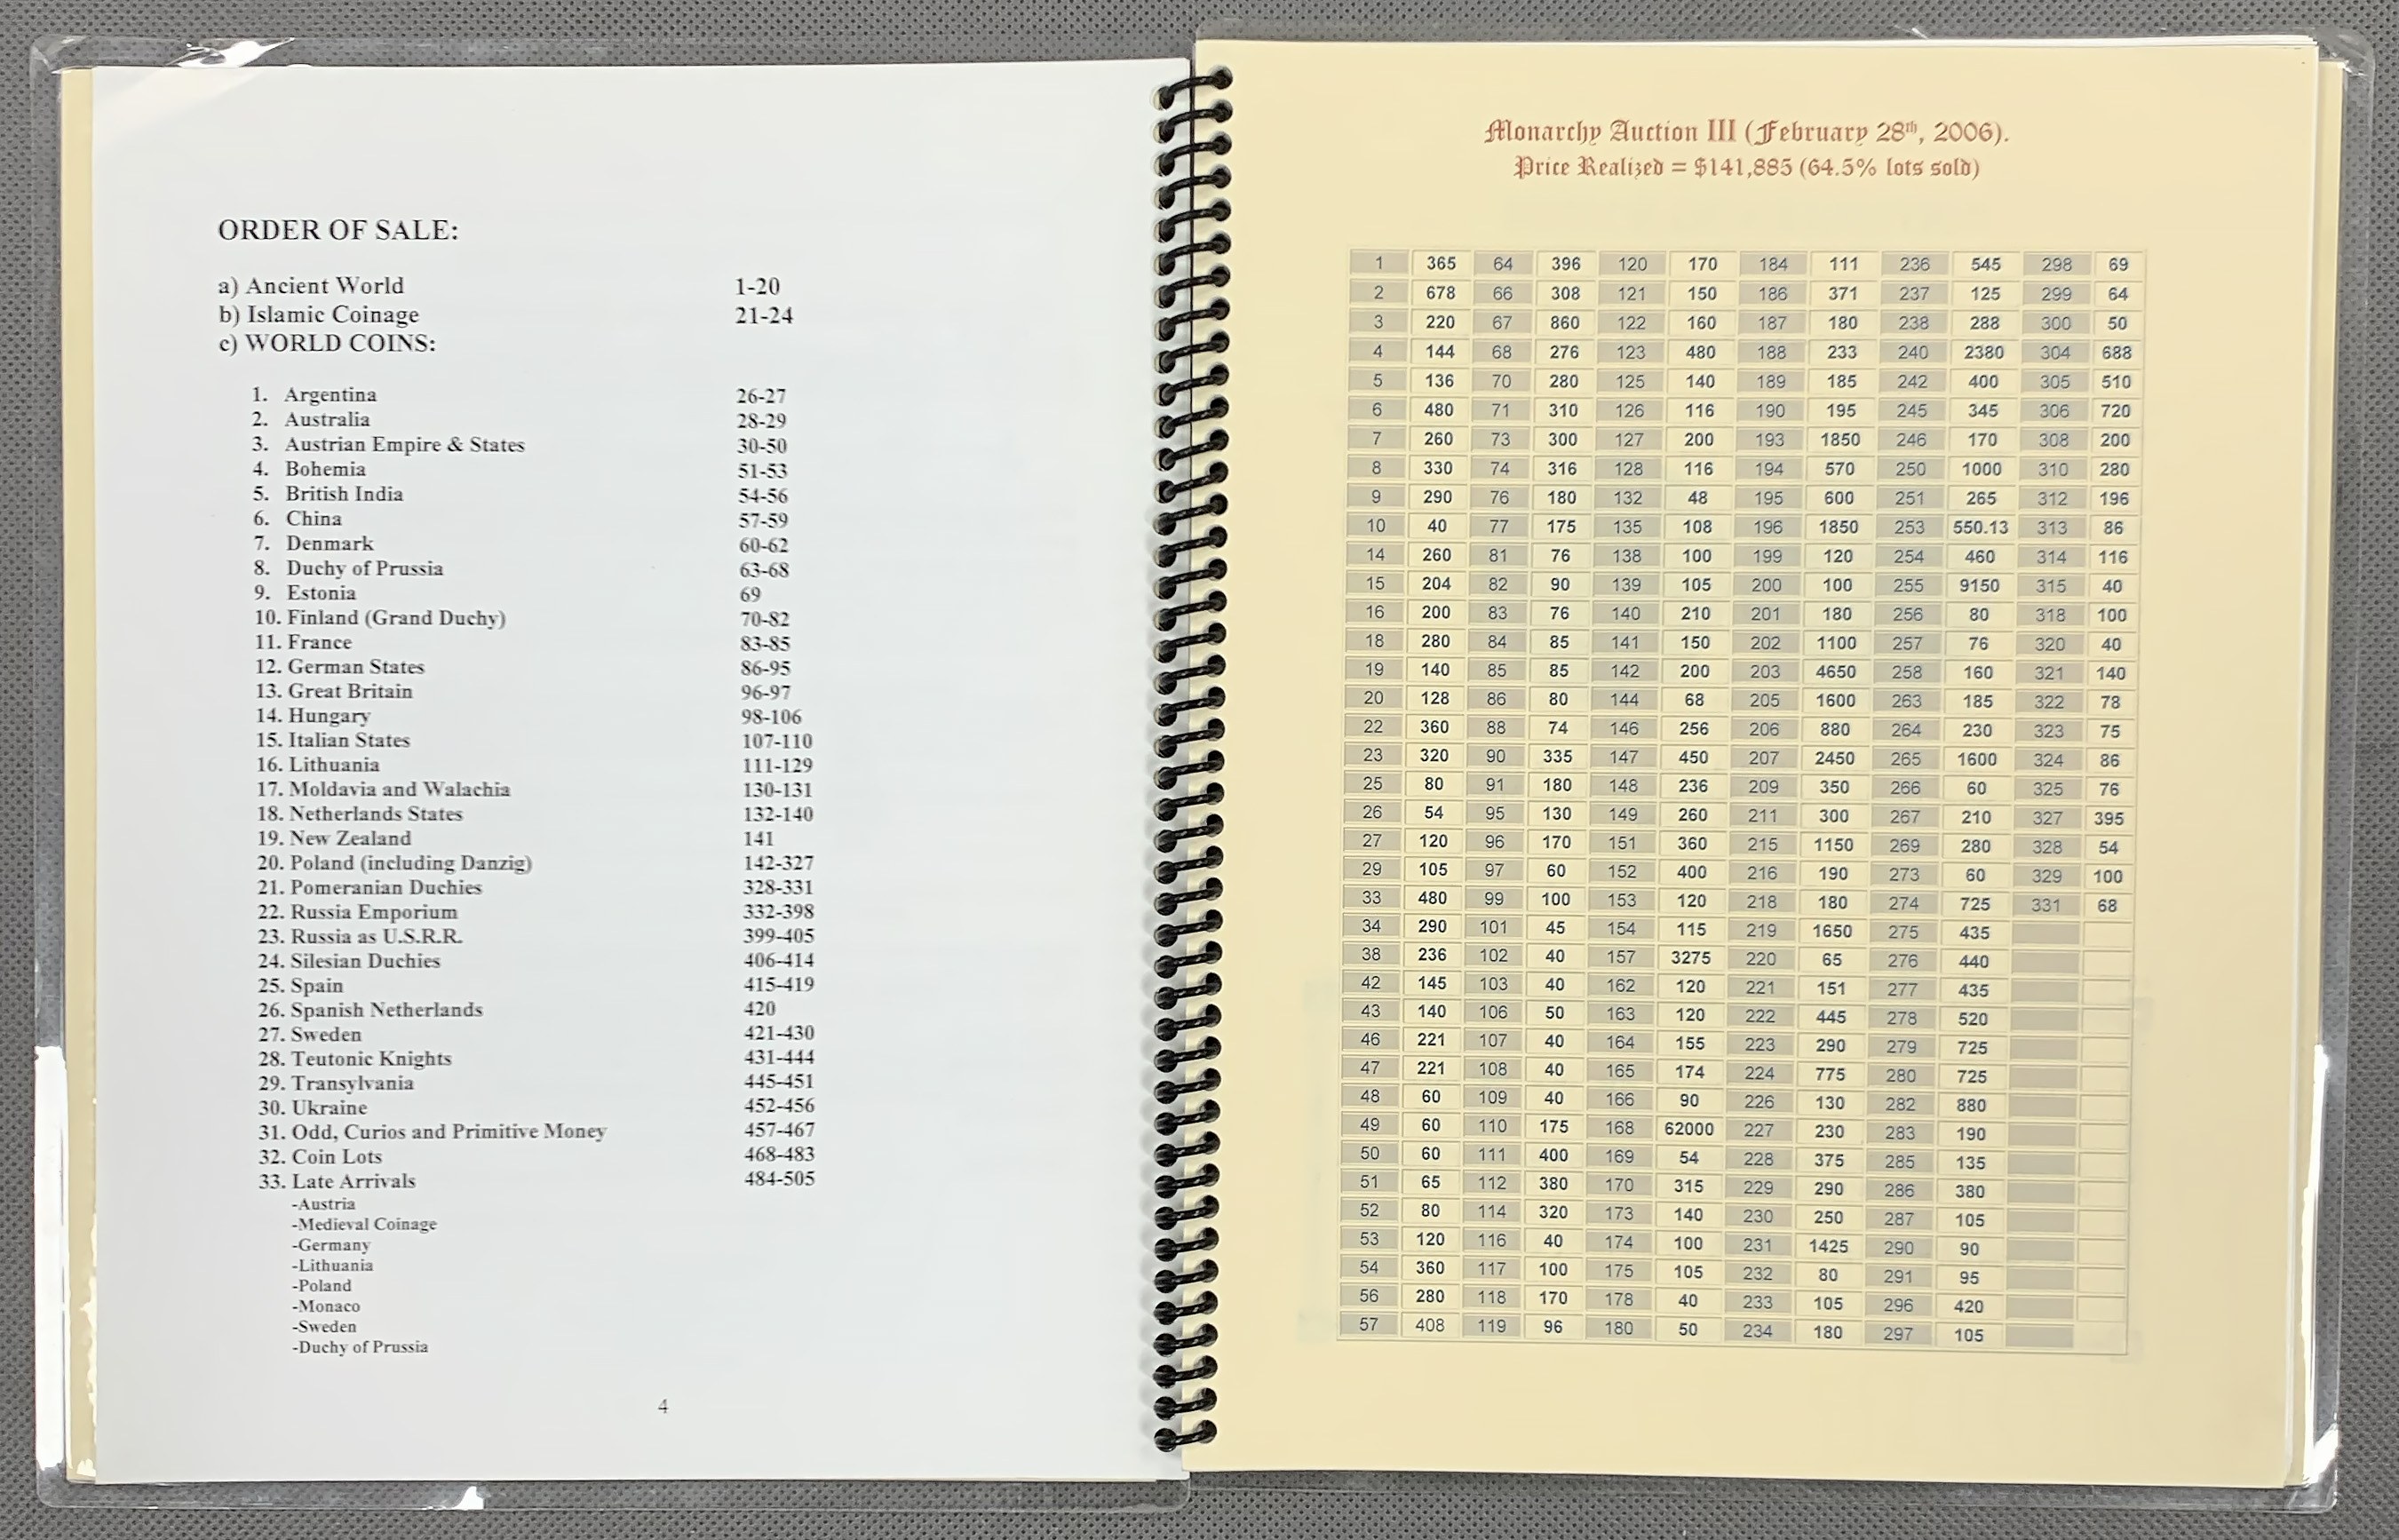 ORDER OF SALE:
a) Ancient World 1-20
b) Islamic Coinage 21-24
c) WORLD COINS:
1. Argentina 26-27
2. Australia 28-29
3. Austrian Empire & States 30-50
4. Bohemia 51-53
5. British India 54-56
6. China 57-59
7. Denmark 60-62
8. Duchy of Prussia 63-68
9. Estonia 69
10. Finland (Grand Duchy) 70-82
11. France 83-85
12. German States 86-95
13. Great Britain 96-97
14. Hungary 98-106
15. Italian States 107-110
16. Lithuania 111-129
17. Moldavia and Walachia 130-131
18. Netherlands States 132-140
19. New Zealand 141
20. Poland (including Danzig) 142-327
21. Pomeranian Duchies 328-331
22. Russia Emporium 332-398
23. Russia as U.S.R.R. 399-405
24. Silesian Duchies 406-414
25. Spain 415-419
26. Spanish Netherlands 420
27. Sweden 421-430
28. Teutonic Knights 431-444
29. Transylvania 445-451
30. Ukraine 452-456
31. Odd, Curios and Primitive Money 457-467
32. Coin Lots 468-483
33. Late Arrivals 484-505
-Austria
-Medieval Coinage
-Germany
-Lithuania
-Poland
-Monaco
-Sweden
-Duchy of Prussia
4
Monarchy Auction III (February 28th, 2006).
Price Realized = $141,885 (64.5% lots sold)
1 365 64 396 120 170 184 111 236 545 298 69
2 678 66 308 121 150 186 371 237 125 299 64
3 220 67 860 122 160 187 180 238 288 300 50
4 144 68 276 123 480 188 233 240 2380 304 688
5 136 70 280 125 140 189 185 242 400 305 510
6 480 71 310 126 116 190 195 245 345 306 720
7 260 73 300 127 200 193 1850 246 170 308 200
8 330 74 316 128 116 194 570 250 1000 310 280
9 290 76 180 132 48 195 600 251 265 312 196
10 40 77 175 135 108 196 1850 253 550.13 313 86
14 260 81 76 138 100 199 120 254 460 314 116
15 204 82 90 139 105 200 100 255 9150 315 40
16 200 83 76 140 210 201 180 256 80 318 100
18 280 84 85 141 150 202 1100 257 76 320 40
19 140 85 85 142 200 203 4650 258 160 321 140
20 128 86 80 144 68 205 1600 263 185 322 78
22 360 88 74 146 256 206 880 264 230 323 75
23 320 90 335 147 450 207 2450 265 1600 324 86
25 80 91 180 148 236 209 350 266 60 325 76
26 54 95 130 149 260 211 300 267 210 327 395
27 120 96 170 151 360 215 1150 269 280 328 54
29 105 97 60 152 400 216 190 273 60 329 100
33 480 99 100 153 120 218 180 274 725 331 68
34 290 101 45 154 115 219 1650 275 435
38 236 102 40 157 3275 220 65 276 440
42 145 103 40 162 120 221 151 277 435
43 140 106 50 163 120 222 445 278 520
46 221 107 40 164 155 223 290 279 725
47 221 108 40 165 174 224 775 280 725
48 60 109 40 166 90 226 130 282 880
49 60 110 175 168 62000 227 230 283 190
50 60 111 400 169 54 228 375 285 135
51 65 112 380 170 315 229 290 286 380
52 80 114 320 173 140 230 250 287 105
53 120 116 40 174 100 231 1425 290 90
54 360 117 100 175 105 232 80 291 95
56 280 118 170 178 40 233 105 296 420
57 408 119 96 180 50 234 180 297 105